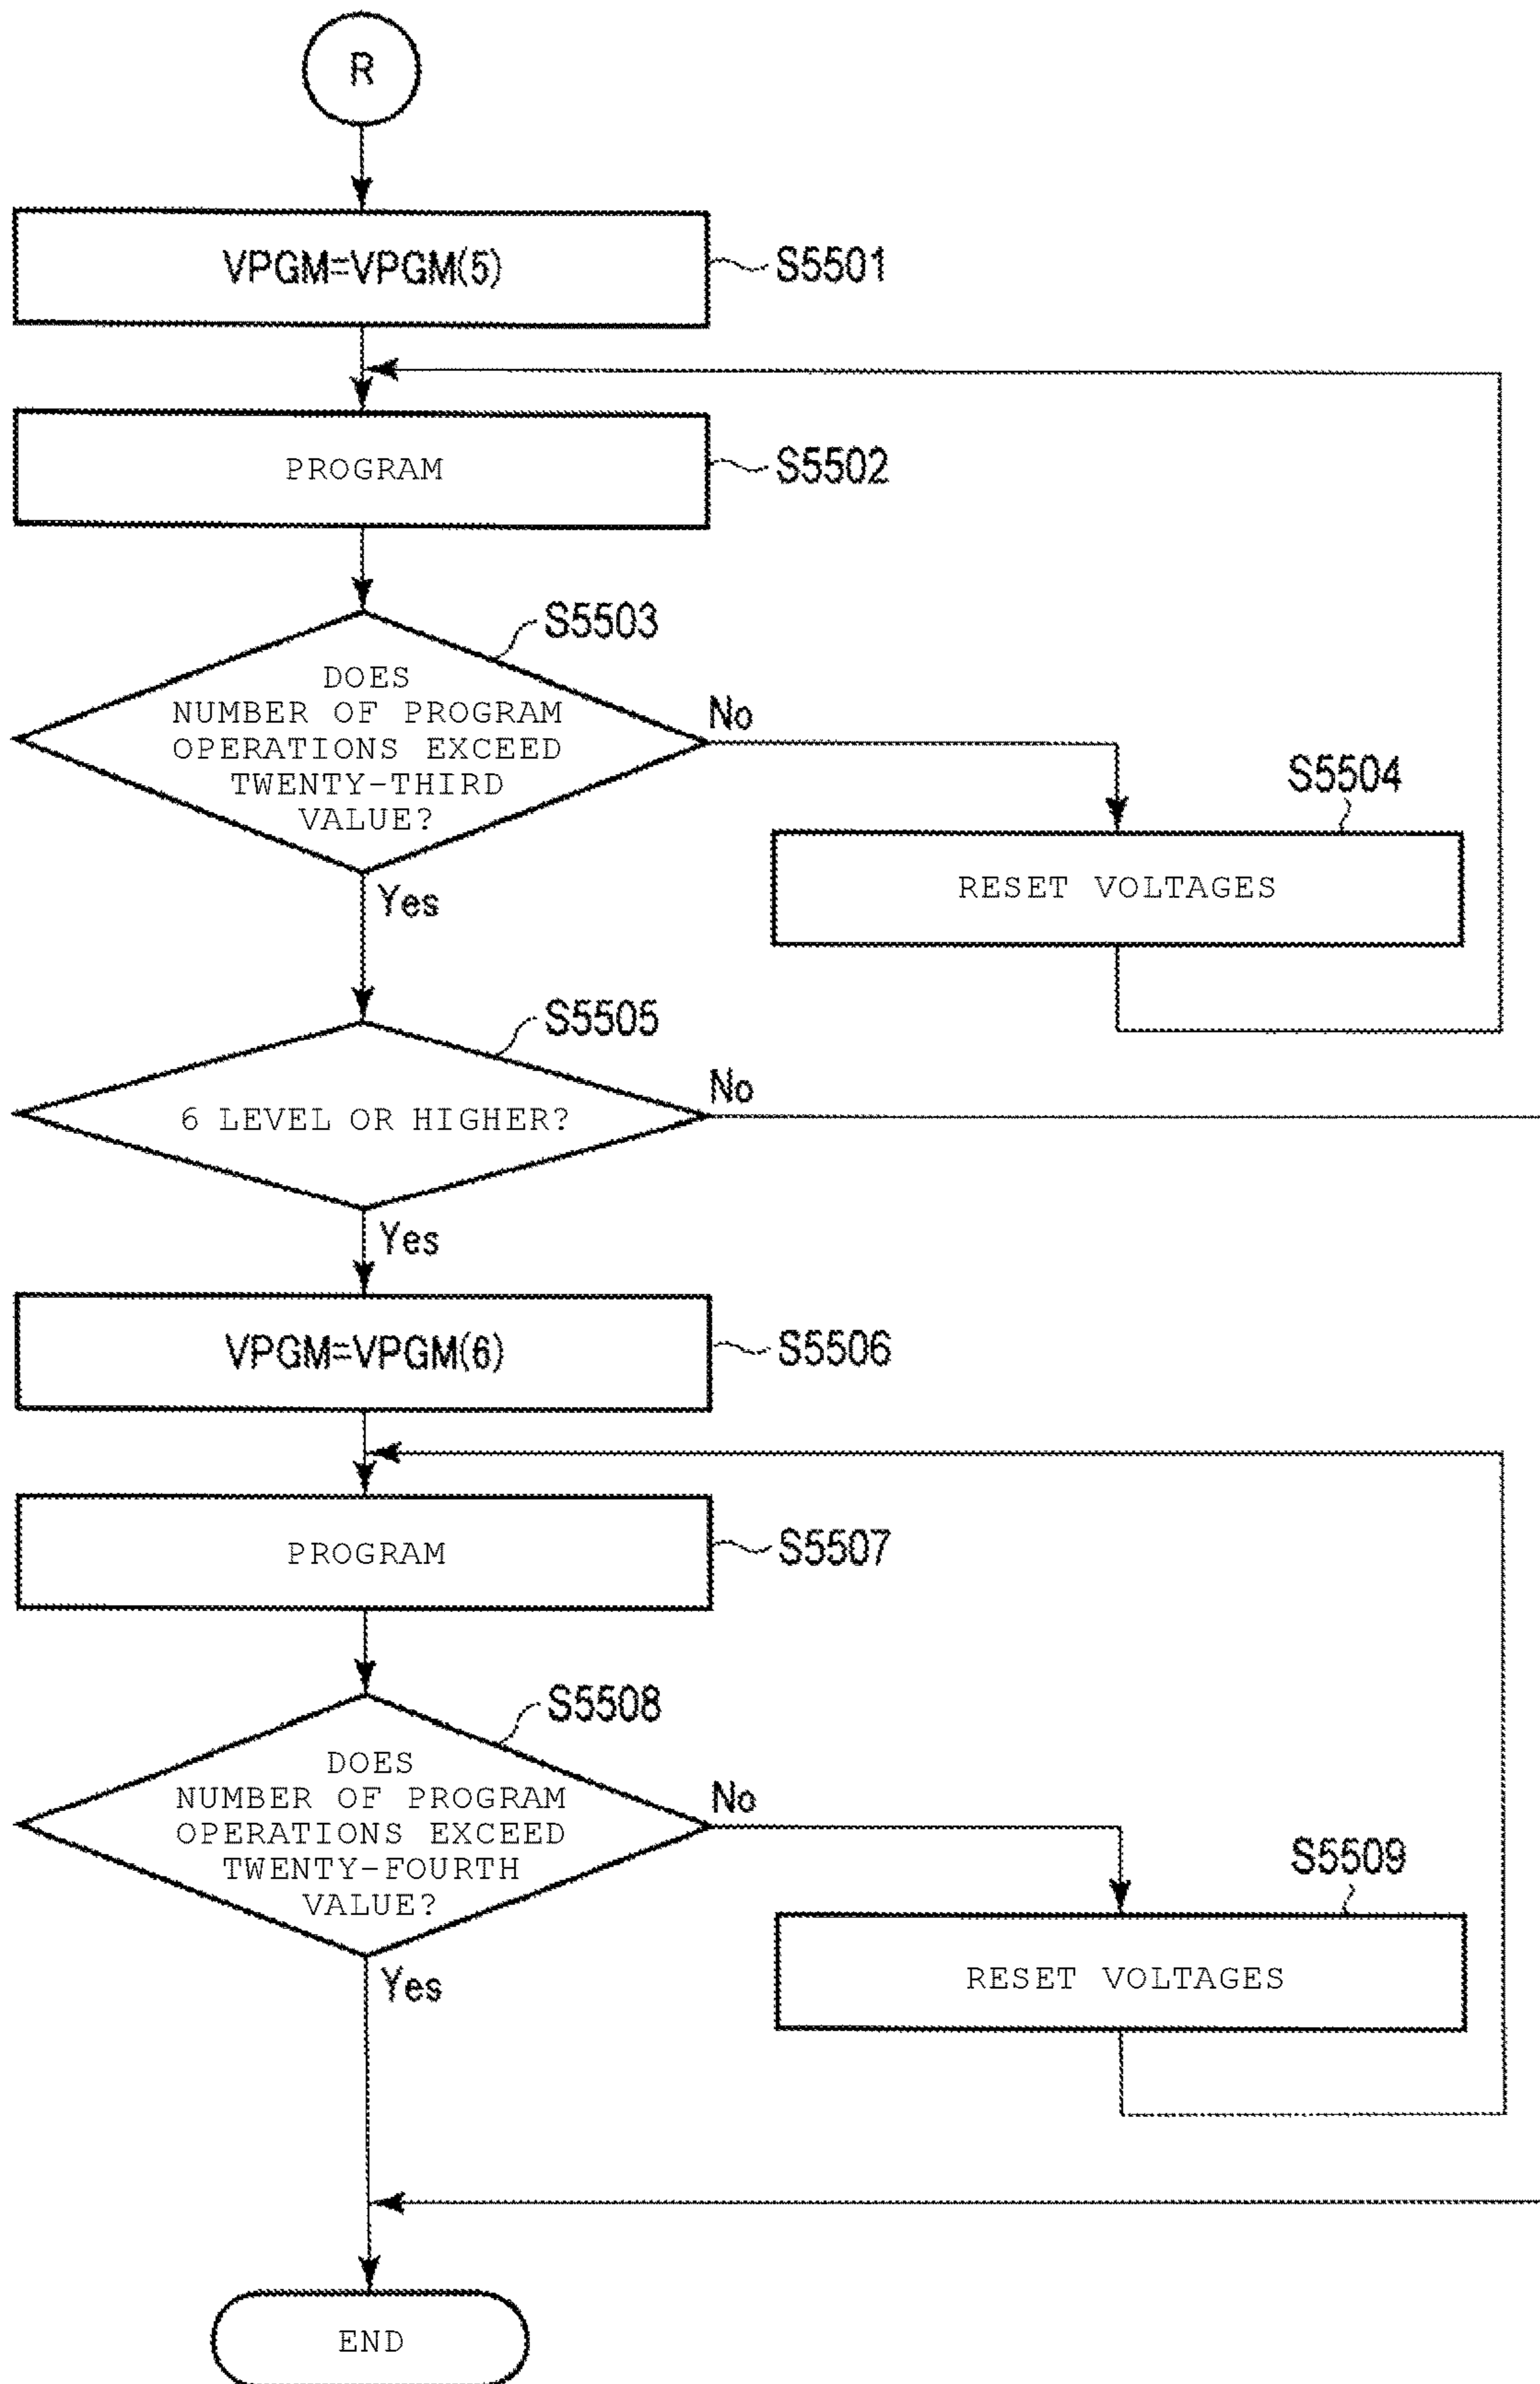 R
VPGM=VPGM(5)
S5501
PROGRAM
S5502
S5503
DOES
NUMBER OF PROGRAM
OPERATIONS EXCEED
TWENTY-THIRD
VALUE?
No
S5504
RESET VOLTAGES
Yes
S5505
6 LEVEL OR HIGHER?
No
Yes
VPGM=VPGM(6)
S5506
PROGRAM
S5507
S5508
DOES
NUMBER OF PROGRAM
OPERATIONS EXCEED
TWENTY-FOURTH
VALUE?
No
S5509
RESET VOLTAGES
Yes
END